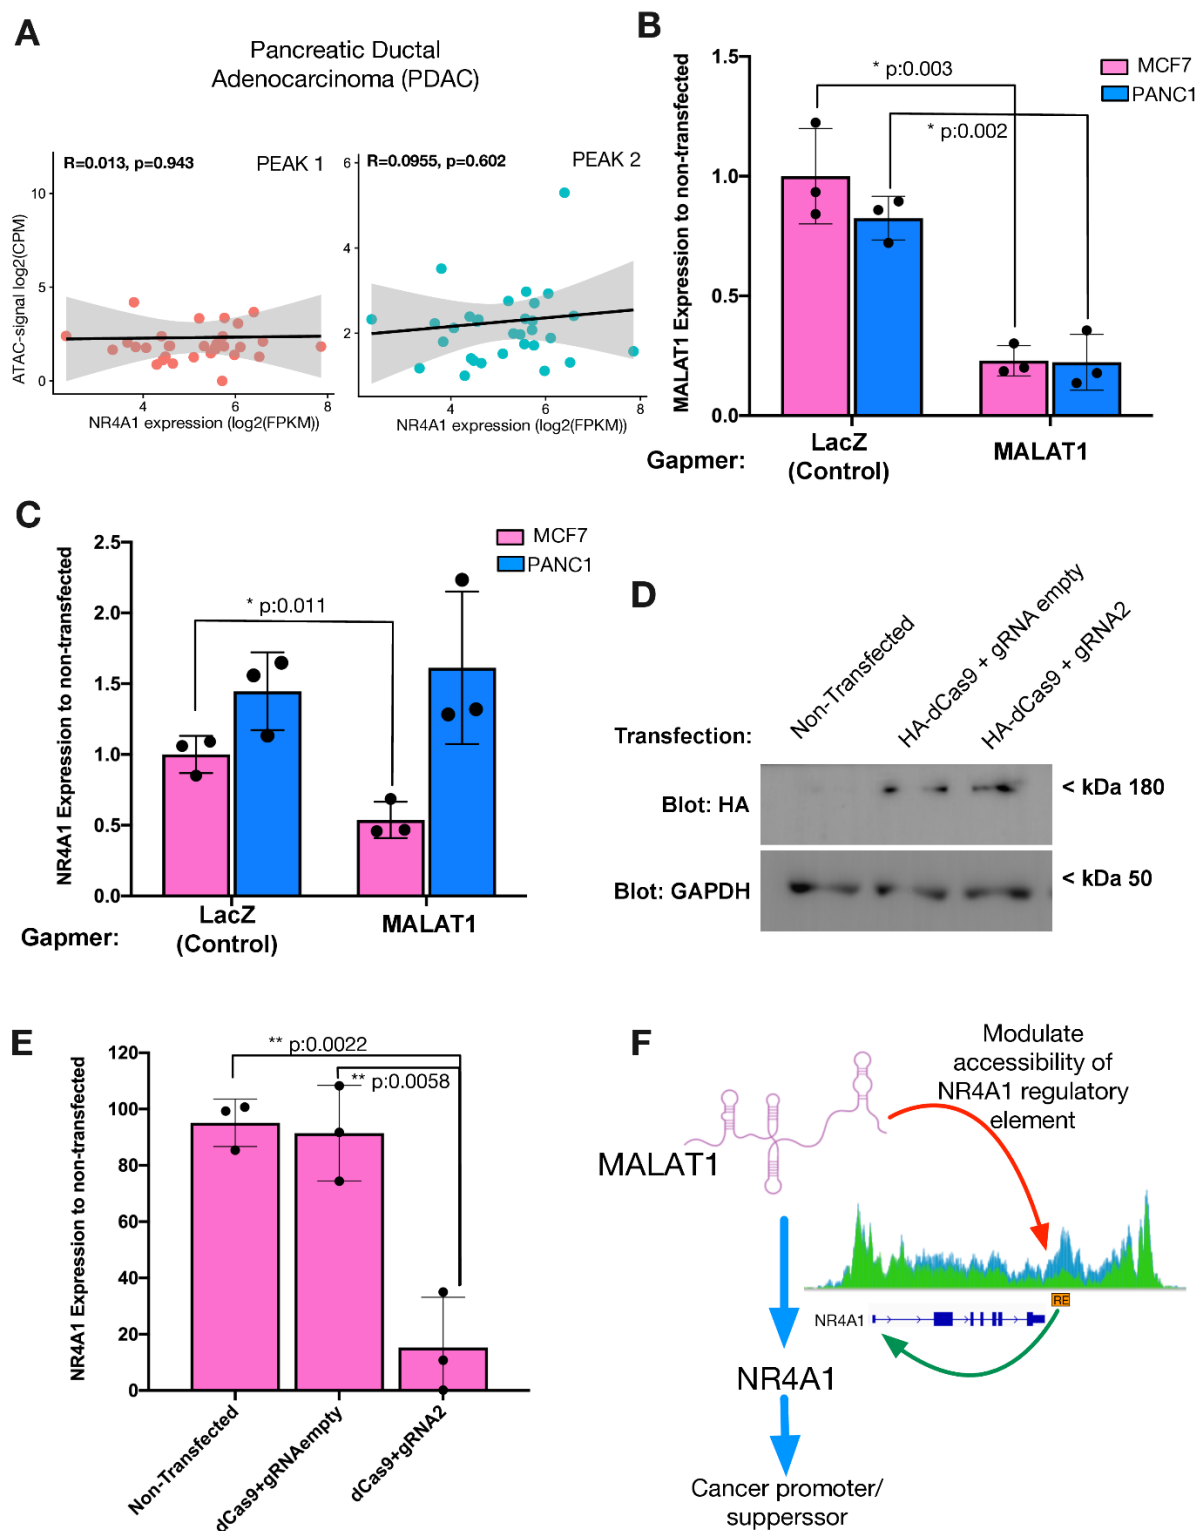 A
Pancreatic Ductal
Adenocarcinoma (PDAC)
R=0.013, p=0.943
PEAK 1
R=0.0955, p=0.602
PEAK 2
ATAC-signal log2(CPM)
10
5
0
6
4
2
4
6
8
4
6
8
NR4A1 expression (log2(FPKM))
NR4A1 expression (log2(FPKM))
B
MALAT1 Expression to non-transfected
1.5
1.0
0.5
0.0
* p:0.003
* p:0.002
MCF7
PANC1
Gapmer:
LacZ
(Control)
MALAT1
C
NR4A1 Expression to non-transfected
2.5
2.0
1.5
1.0
0.5
0.0
* p:0.011
MCF7
PANC1
Gapmer:
LacZ
(Control)
MALAT1
D
Transfection:
Non-Transfected
HA-dCas9 + gRNA empty
HA-dCas9 + gRNA2
Blot: HA
< kDa 180
Blot: GAPDH
< kDa 50
E
NR4A1 Expression to non-transfected
120
100
80
60
40
20
0
** p:0.0022
** p:0.0058
Non-Transfected
dCas9+gRNAempty
dCas9+gRNA2
F
Modulate
accessibility of
NR4A1 regulatory
element
MALAT1
RE
NR4A1
NR4A1
Cancer promoter/
supperssor